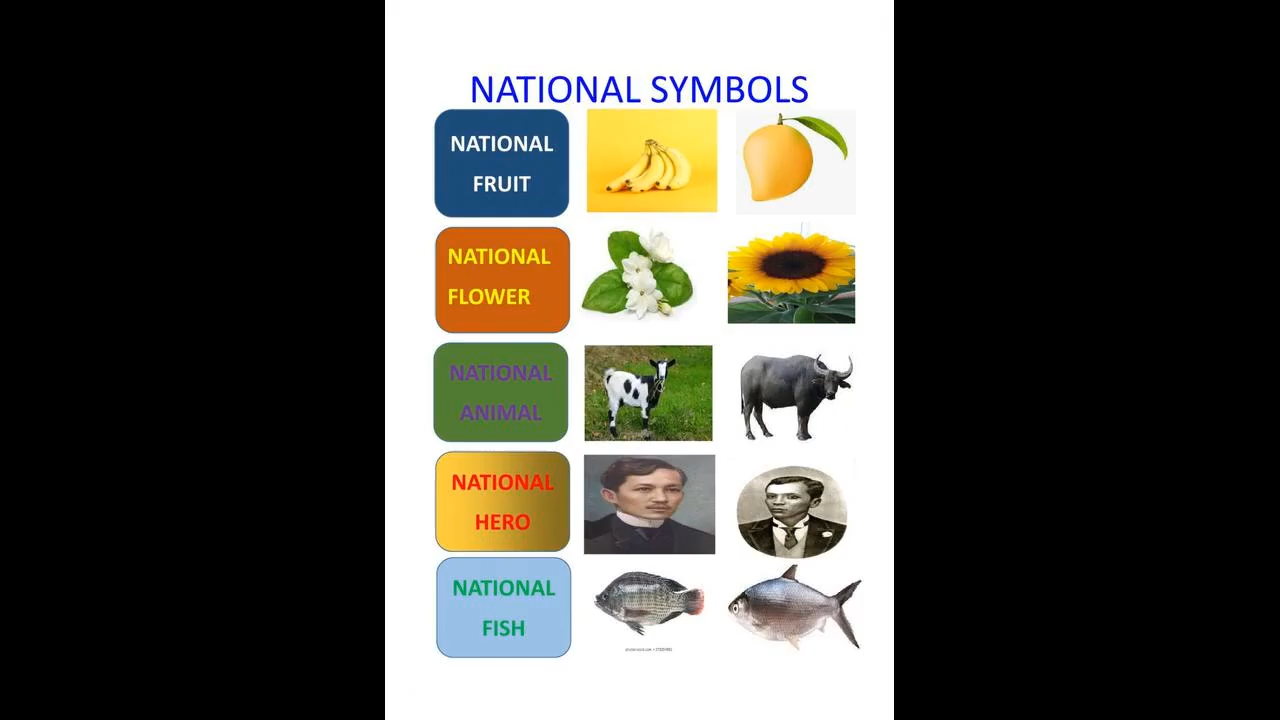 NATIONAL SYMBOLS
NATIONAL
FRUIT
NATIONAL
FLOWER
NATIONAL
ANIMAL
NATIONAL
HERO
NATIONAL
FISH